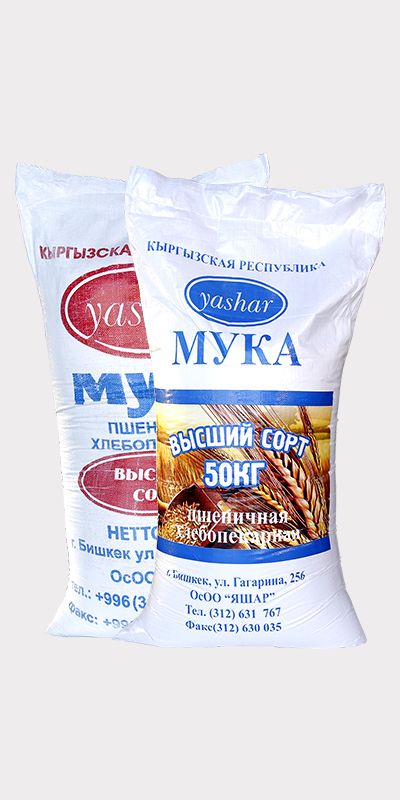 КЫРГЫЗСКАЯ РЕСПУБЛИКА
yashar
МУКА
ВЫСШИЙ СОРТ
50КГ
пшеничная
хлебопекарная
г. Бишкек, ул. Гагарина, 256
ОсОО "ЯШАР"
Тел. (312) 631 767
Факс(312) 630 035
КЫРГЫЗСКА
yas
му
ПШЕН
ХЛЕБОП
ВЫС
СО
НЕТТО
г. Бишкек ул
ОсОО
Тел.: +996 (3
Факс: +99